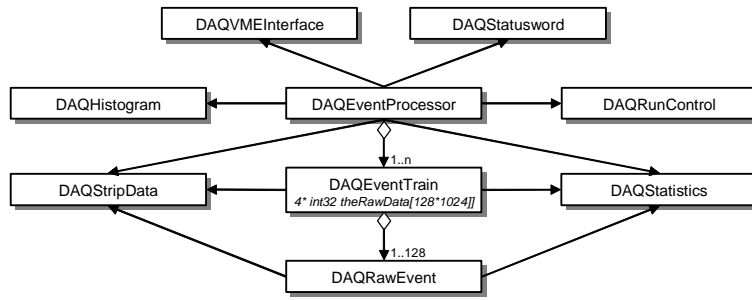 DAQVMEInterface
DAQStatusword
DAQHistogram
DAQEventProcessor
DAQRunControl
1..n
DAQStripData
DAQEventTrain
4* int32 theRawData[128*1024]]
DAQStatistics
1..128
DAQRawEvent